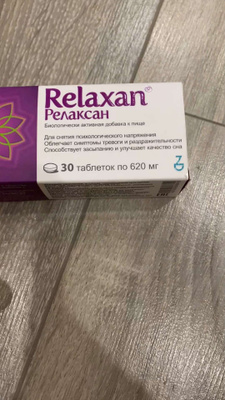 Relaxan®
Релаксан
Биологически активная добавка к пище
Для снятия психологического напряжения
Облегчает симптомы тревоги и раздражительности
Способствует засыпанию и улучшает качество сна
30 таблеток по 620 мг